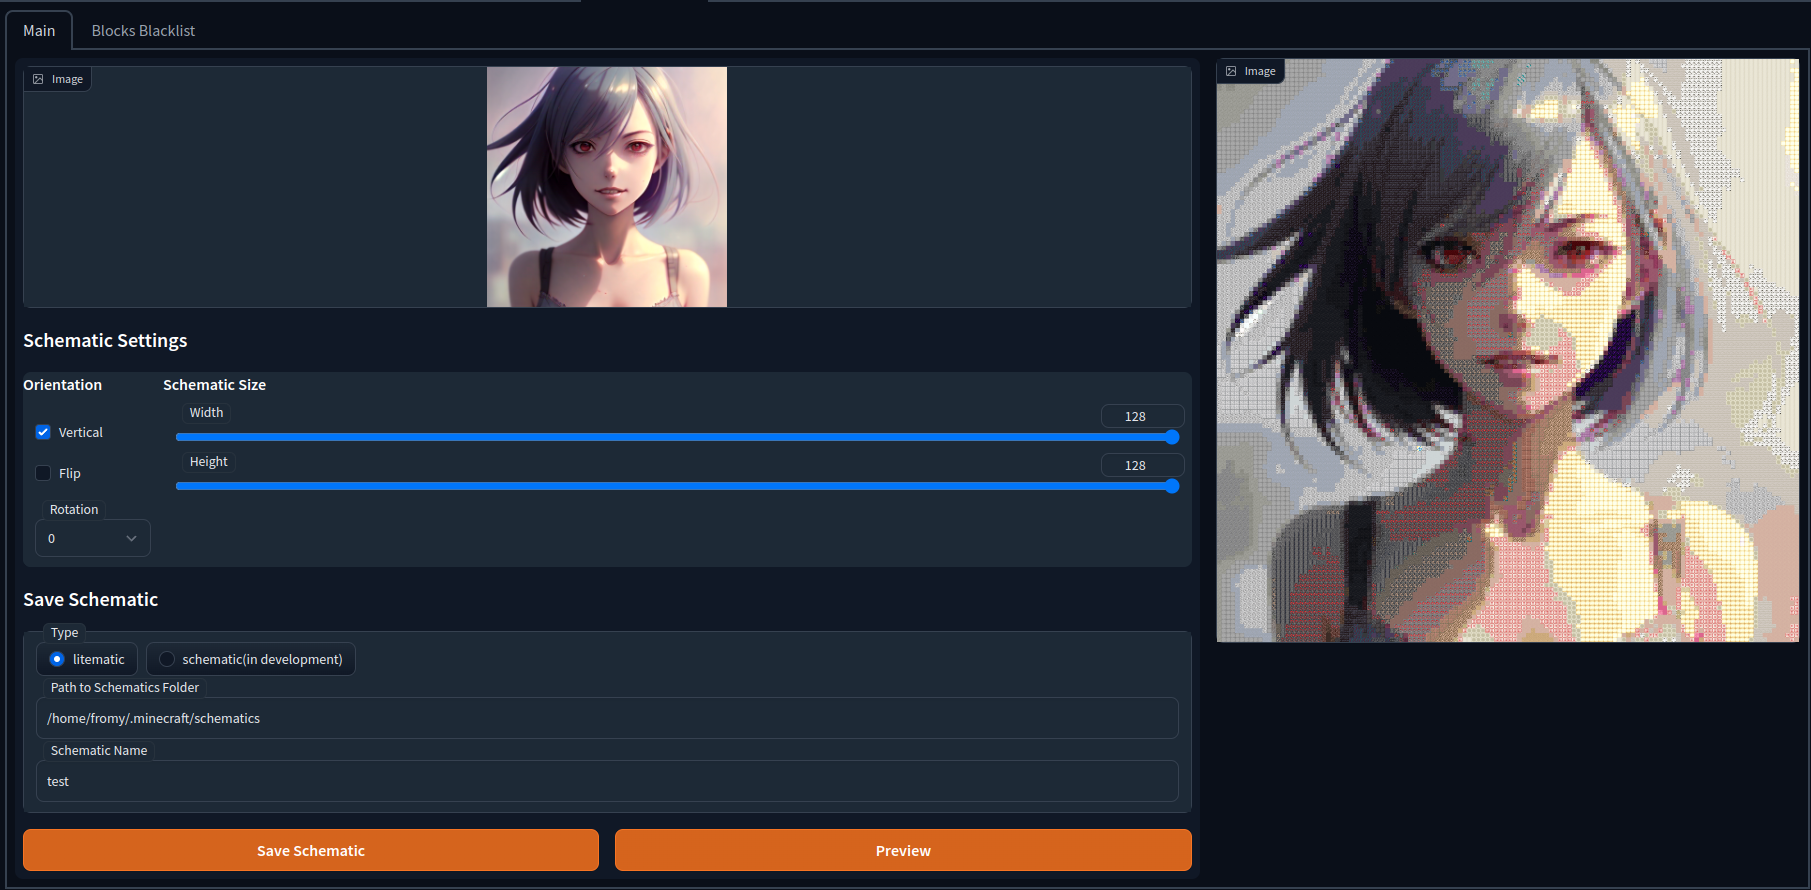 Main
Blocks Blacklist
Image
Image
Schematic Settings
Orientation
Schematic Size
Vertical
Width
128
Height
128
Flip
Rotation
0
Save Schematic
Type
litematic
schematic(in development)
Path to Schematics Folder
/home/fromy/.minecraft/schematics
Schematic Name
test
Save Schematic
Preview